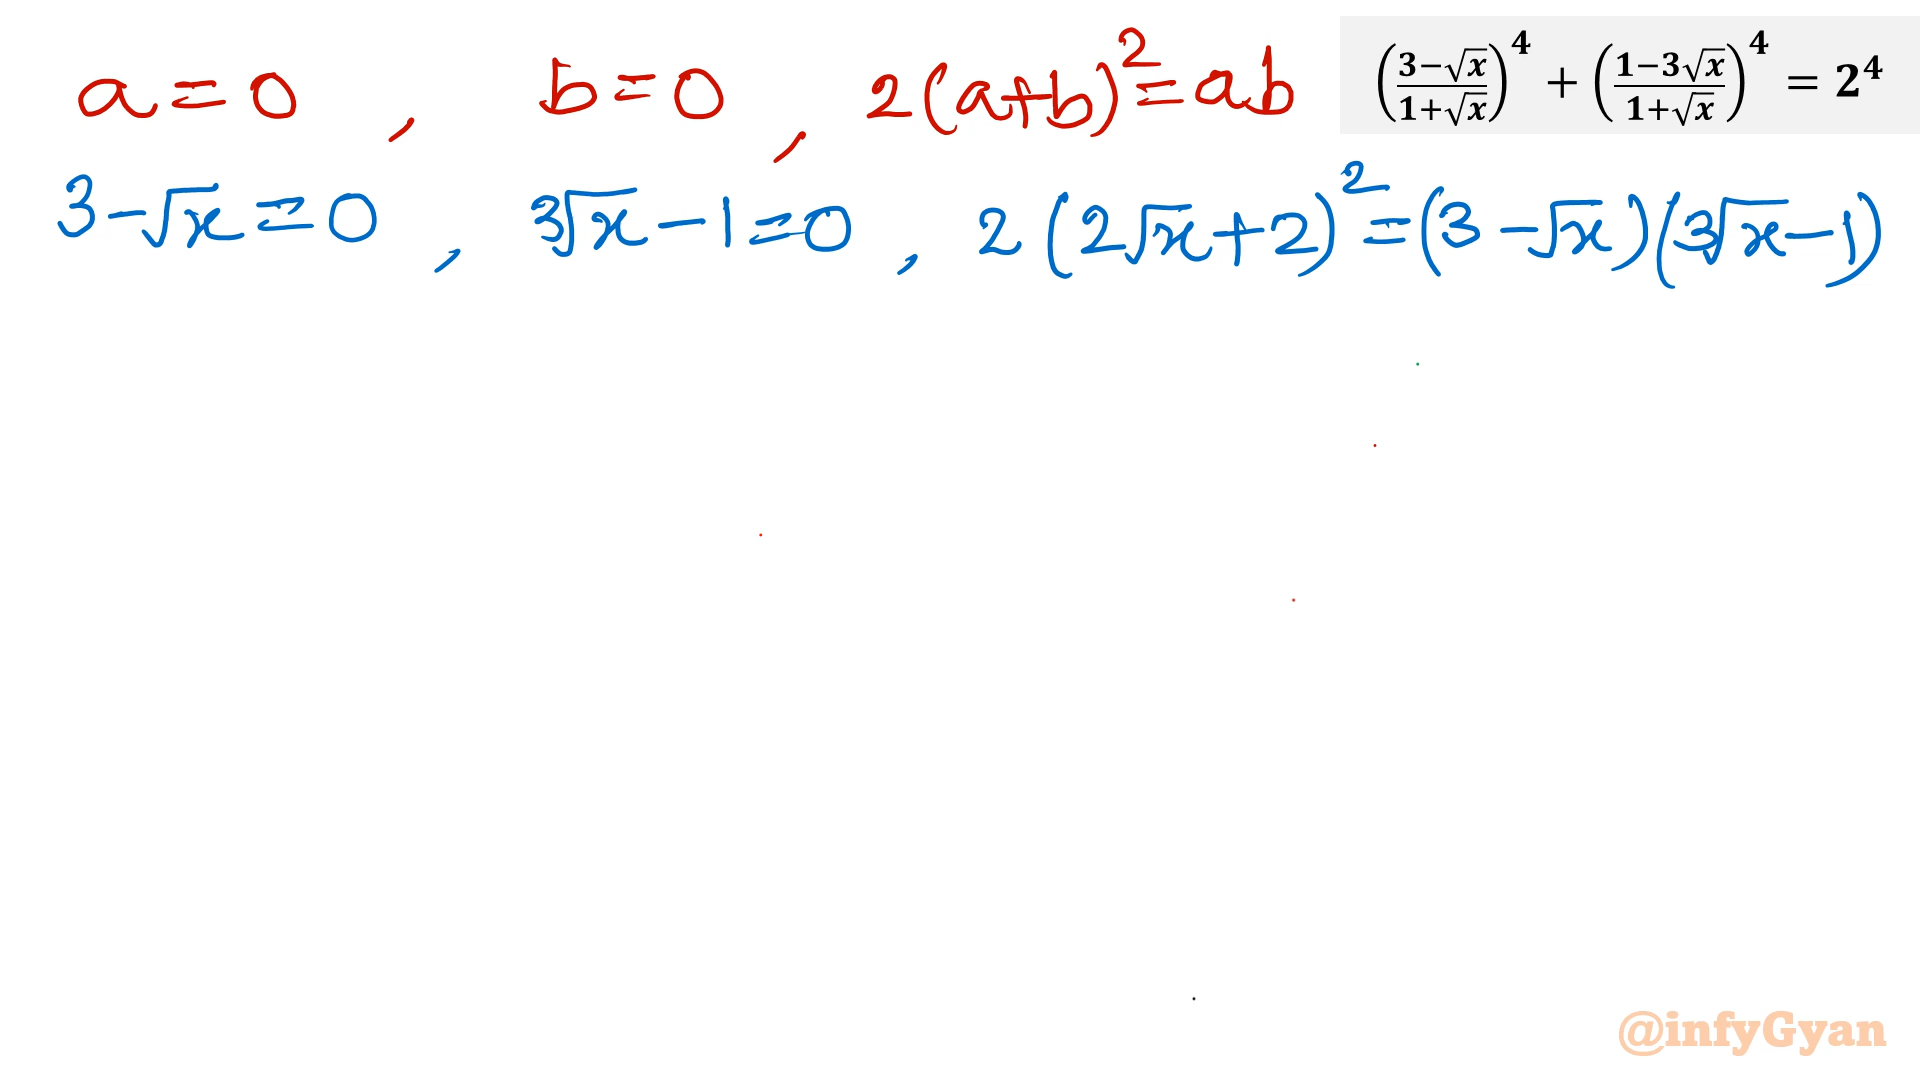 a = 0 , b = 0 , 2(a+b)² = ab
(3−√x / 1+√x)⁴ + (1−3√x / 1+√x)⁴ = 2⁴
3 − √x = 0 , 3√x − 1 = 0 , 2(2√x + 2)² = (3 − √x)(3√x − 1)
@infyGyan